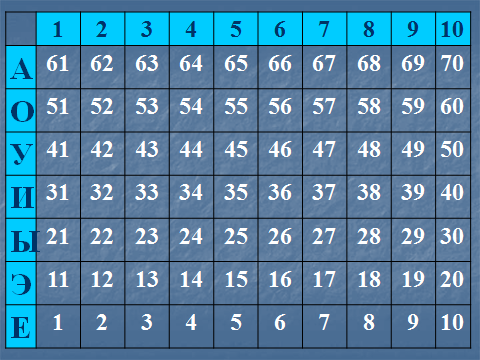 1 2 3 4 5 6 7 8 9 10
А 61 62 63 64 65 66 67 68 69 70
О 51 52 53 54 55 56 57 58 59 60
У 41 42 43 44 45 46 47 48 49 50
И 31 32 33 34 35 36 37 38 39 40
Ы 21 22 23 24 25 26 27 28 29 30
Э 11 12 13 14 15 16 17 18 19 20
Е 1 2 3 4 5 6 7 8 9 10